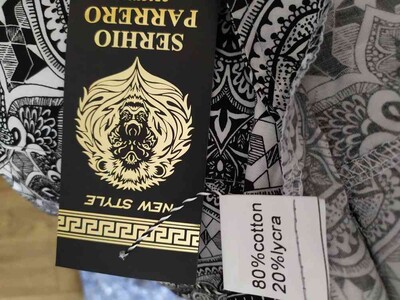 SERHIO
PARRERO
NEW STYLE
80%cotton
20%lycra